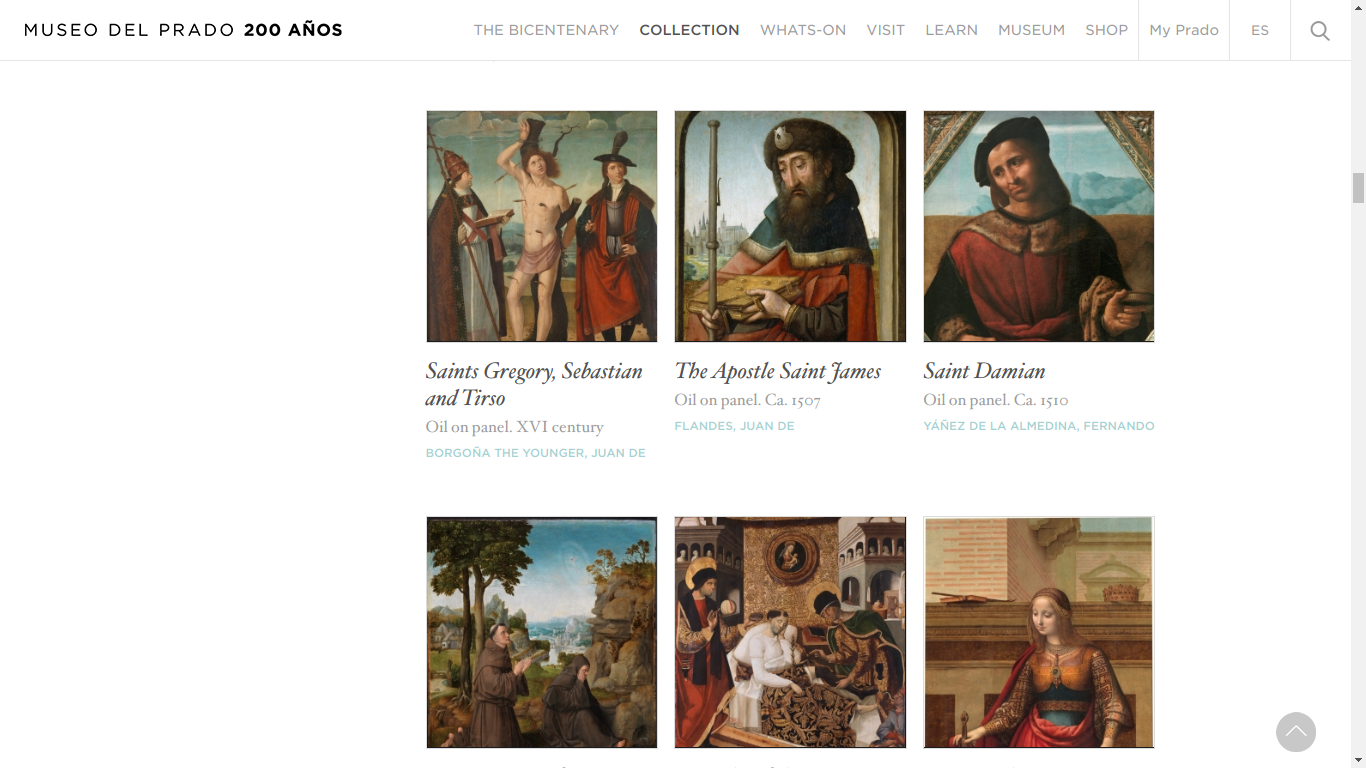 MUSEO DEL PRADO 200 AÑOS
THE BICENTENARY COLLECTION WHATS-ON VISIT LEARN MUSEUM SHOP My Prado ES
Saints Gregory, Sebastian
and Tirso
Oil on panel. XVI century
BORGOÑA THE YOUNGER, JUAN DE
The Apostle Saint James
Oil on panel. Ca. 1507
FLANDES, JUAN DE
Saint Damian
Oil on panel. Ca. 1510
YÁÑEZ DE LA ALMEDINA, FERNANDO